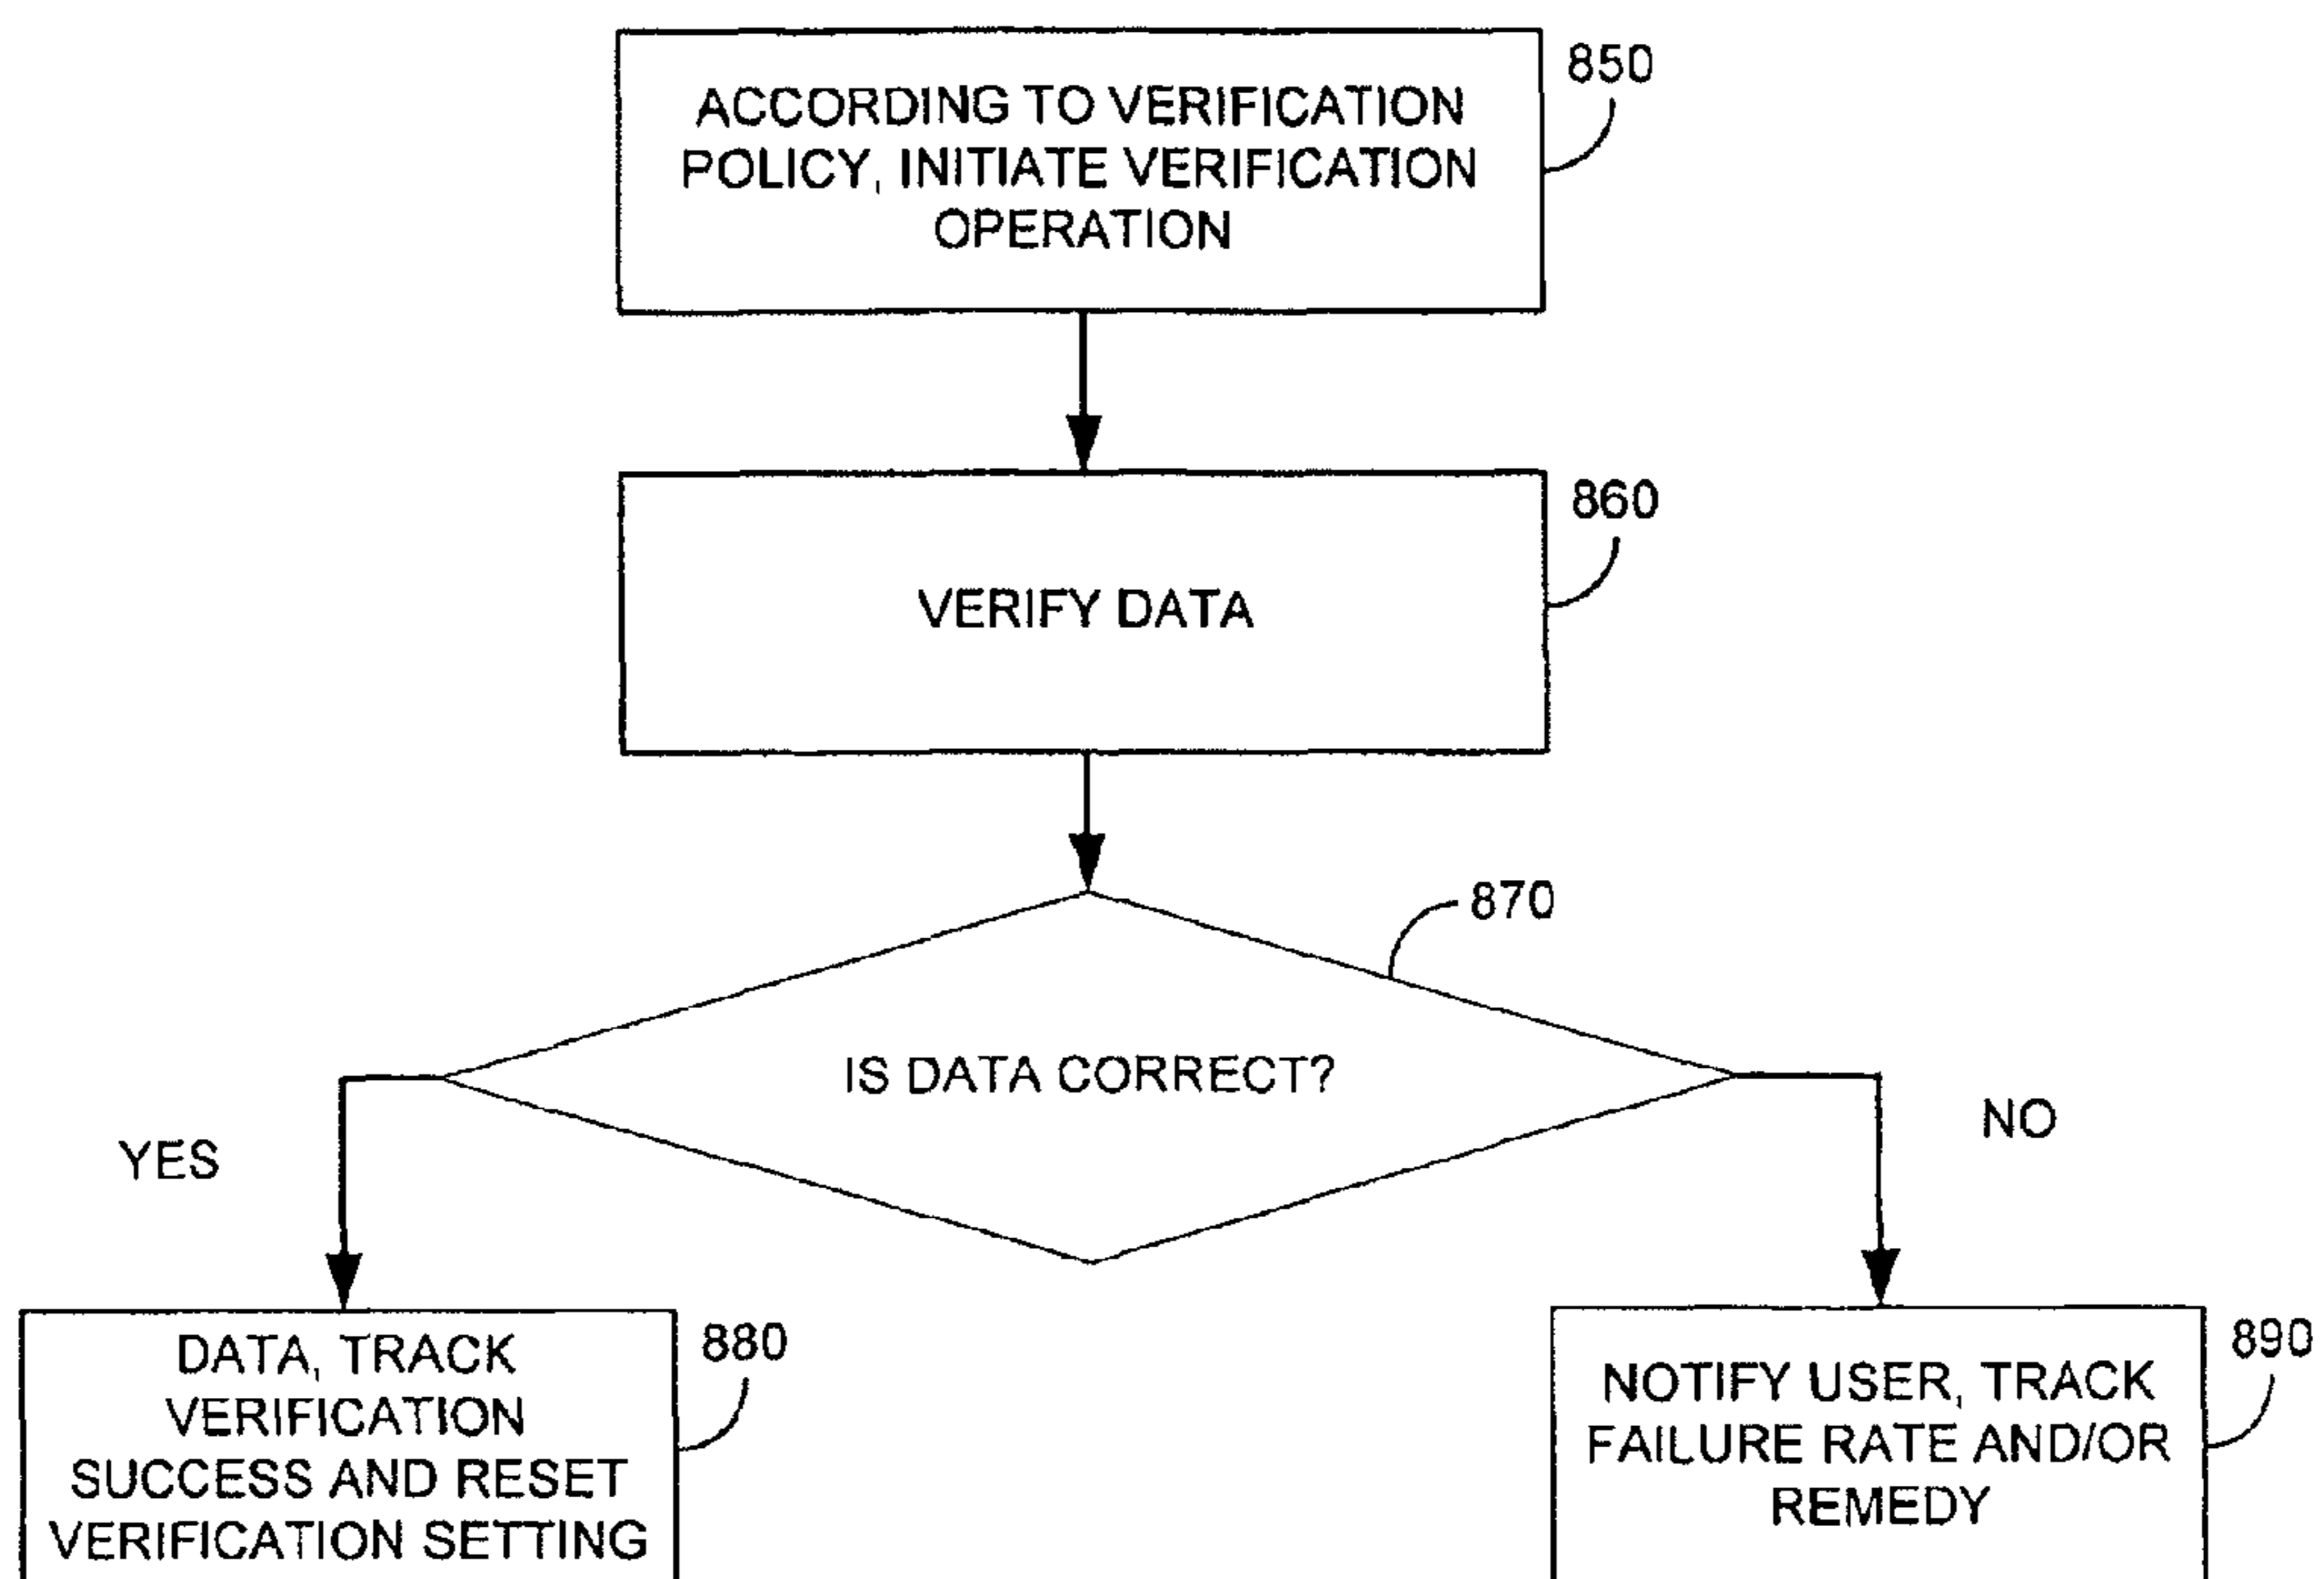 850
ACCORDING TO VERIFICATION
POLICY, INITIATE VERIFICATION
OPERATION
860
VERIFY DATA
870
IS DATA CORRECT?
YES
NO
880
DATA, TRACK
VERIFICATION
SUCCESS AND RESET
VERIFICATION SETTING
890
NOTIFY USER, TRACK
FAILURE RATE AND/OR
REMEDY